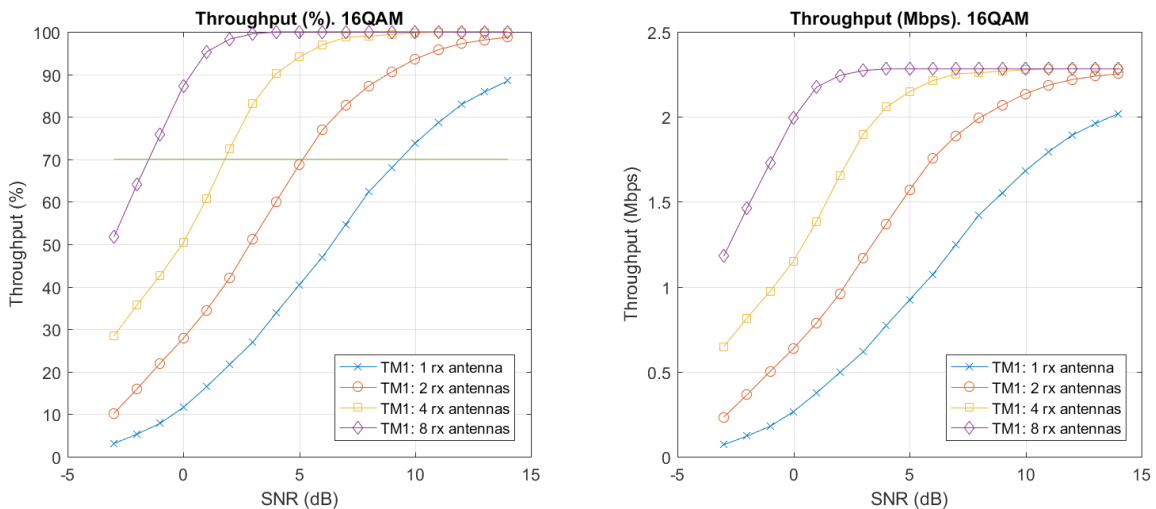 Throughput (%). 16QAM
100
90
80
70
60
50
40
30
20
10
0
-5
0
5
10
15
Throughput (%)
SNR (dB)
TM1: 1 rx antenna
TM1: 2 rx antennas
TM1: 4 rx antennas
TM1: 8 rx antennas
Throughput (Mbps). 16QAM
2.5
2
1.5
1
0.5
0
-5
0
5
10
15
Throughput (Mbps)
SNR (dB)
TM1: 1 rx antenna
TM1: 2 rx antennas
TM1: 4 rx antennas
TM1: 8 rx antennas